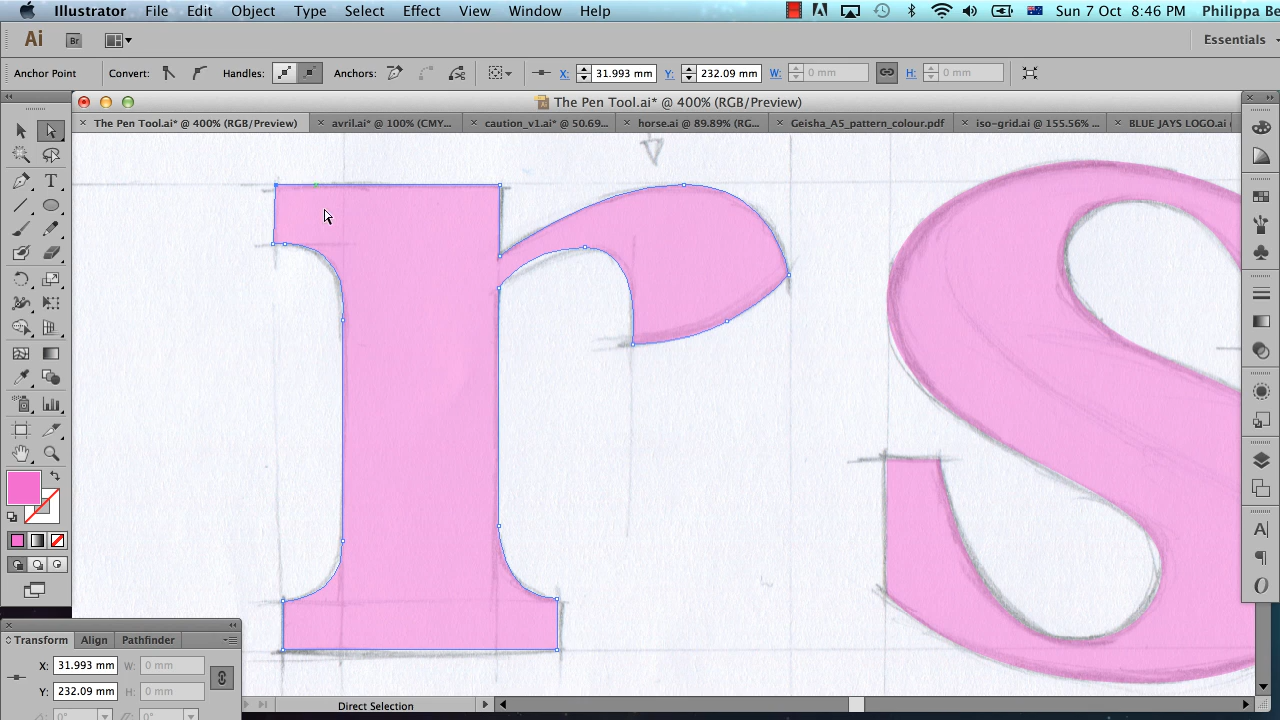 Illustrator File Edit Object Type Select Effect View Window Help Sun 7 Oct 8:46 PM Philippa Be
Ai Br Essentials
Anchor Point Convert: Handles: Anchors: X: 31.993 mm Y: 232.09 mm W: 0 mm H: 0 mm
The Pen Tool.ai* @ 400% (RGB/Preview)
× The Pen Tool.ai* @ 400% (RGB/Preview) × avril.ai* @ 100% (CMY... × caution_v1.ai* @ 50.69... × horse.ai @ 89.89% (RG... × Geisha_A5_pattern_colour.pdf × iso-grid.ai @ 155.56% ... × BLUE JAYS LOGO.ai
rs
Transform Align Pathfinder
X: 31.993 mm W: 0 mm
Y: 232.09 mm H: 0 mm
0° 0°
Direct Selection